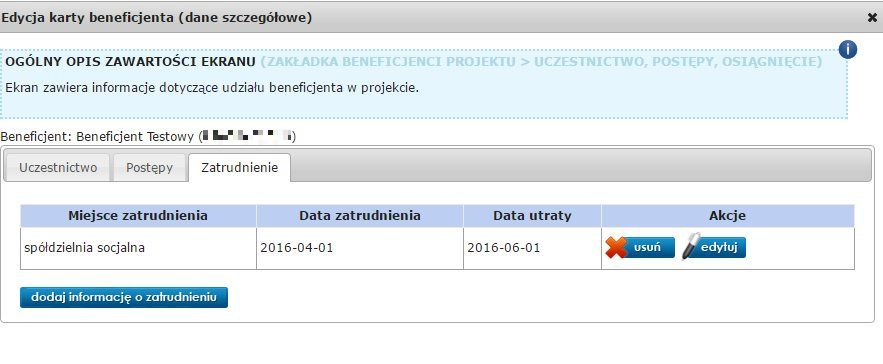 Edycja karty beneficjenta (dane szczegółowe)
OGÓLNY OPIS ZAWARTOŚCI EKRANU (ZAKŁADKA BENEFICJENCI PROJEKTU > UCZESTNICTWO, POSTĘPY, OSIĄGNIĘCIE)
Ekran zawiera informacje dotyczące udziału beneficjenta w projekcie.
Beneficjent: Beneficjent Testowy ( )
Uczestnictwo Postępy Zatrudnienie
Miejsce zatrudnienia Data zatrudnienia Data utraty Akcje
spółdzielnia socjalna 2016-04-01 2016-06-01 usuń edytuj
dodaj informację o zatrudnieniu